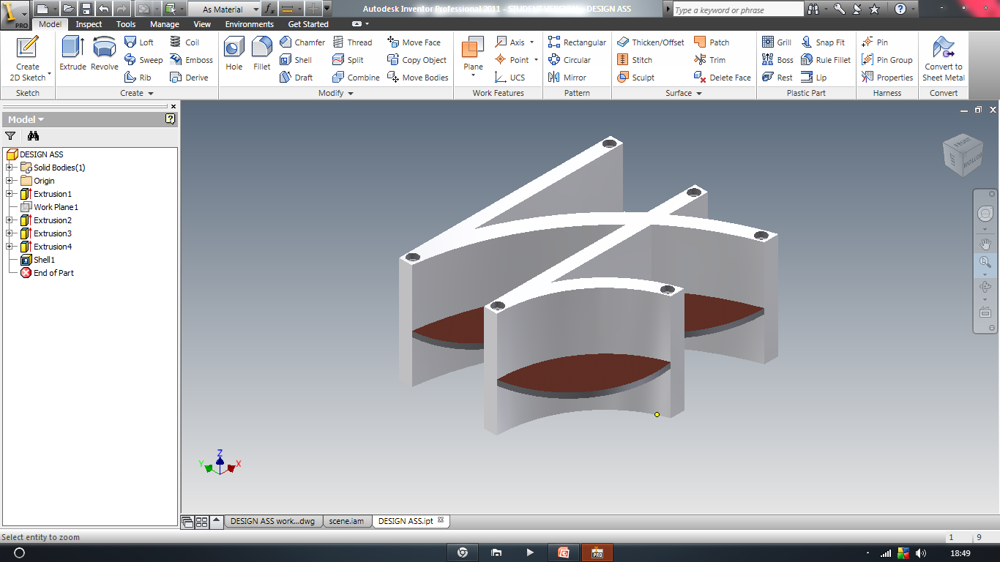 PRO
As Material
Autodesk Inventor Professional 2011 - STUDENT VERSION - DESIGN ASS
Type a keyword or phrase
Model Inspect Tools Manage View Environments Get Started
Create
2D Sketch
Sketch
Extrude Revolve
Loft Coil
Sweep Emboss
Rib Derive
Create
Hole Fillet
Chamfer Thread Move Face
Shell Split Copy Object
Draft Combine Move Bodies
Modify
Plane
Axis
Point
UCS
Work Features
Rectangular
Circular
Mirror
Pattern
Thicken/Offset Patch
Stitch Trim
Sculpt Delete Face
Surface
Grill Snap Fit
Boss Rule Fillet
Rest Lip
Plastic Part
Pin
Pin Group
Properties
Harness
Convert to
Sheet Metal
Convert
Model
DESIGN ASS
Solid Bodies(1)
Origin
Extrusion1
Work Plane1
Extrusion2
Extrusion3
Extrusion4
Shell1
End of Part
FRONT
LEFT
BOTTOM
Z
Y X
DESIGN ASS work...dwg scene.iam DESIGN ASS.ipt
Select entity to zoom
1 9
PRO
18:49